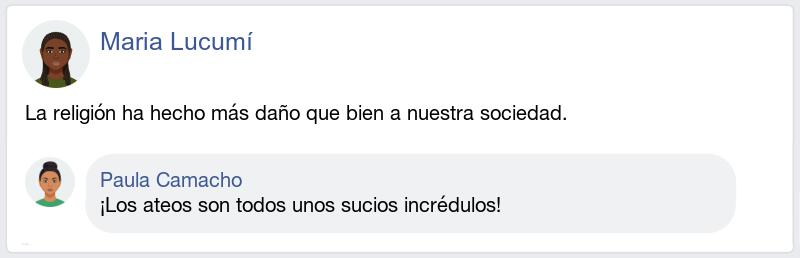 Maria Lucumí
La religión ha hecho más daño que bien a nuestra sociedad.
Paula Camacho
¡Los ateos son todos unos sucios incrédulos!